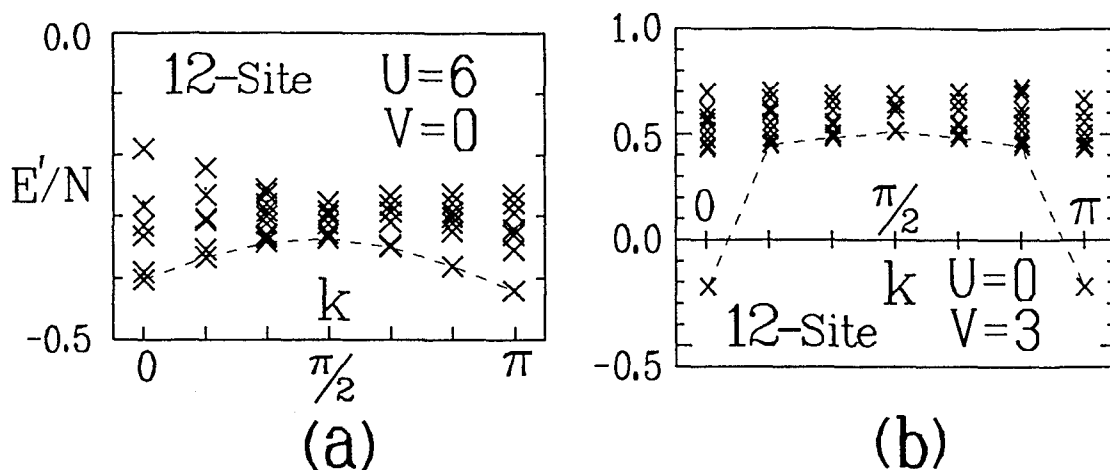 0.0
12-Site U=6
V=0
E'/N
k
-0.5
0 π/2 π
(a)
1.0
0.5
0 π/2 π
0.0
k U=0
12-Site V=3
-0.5
(b)